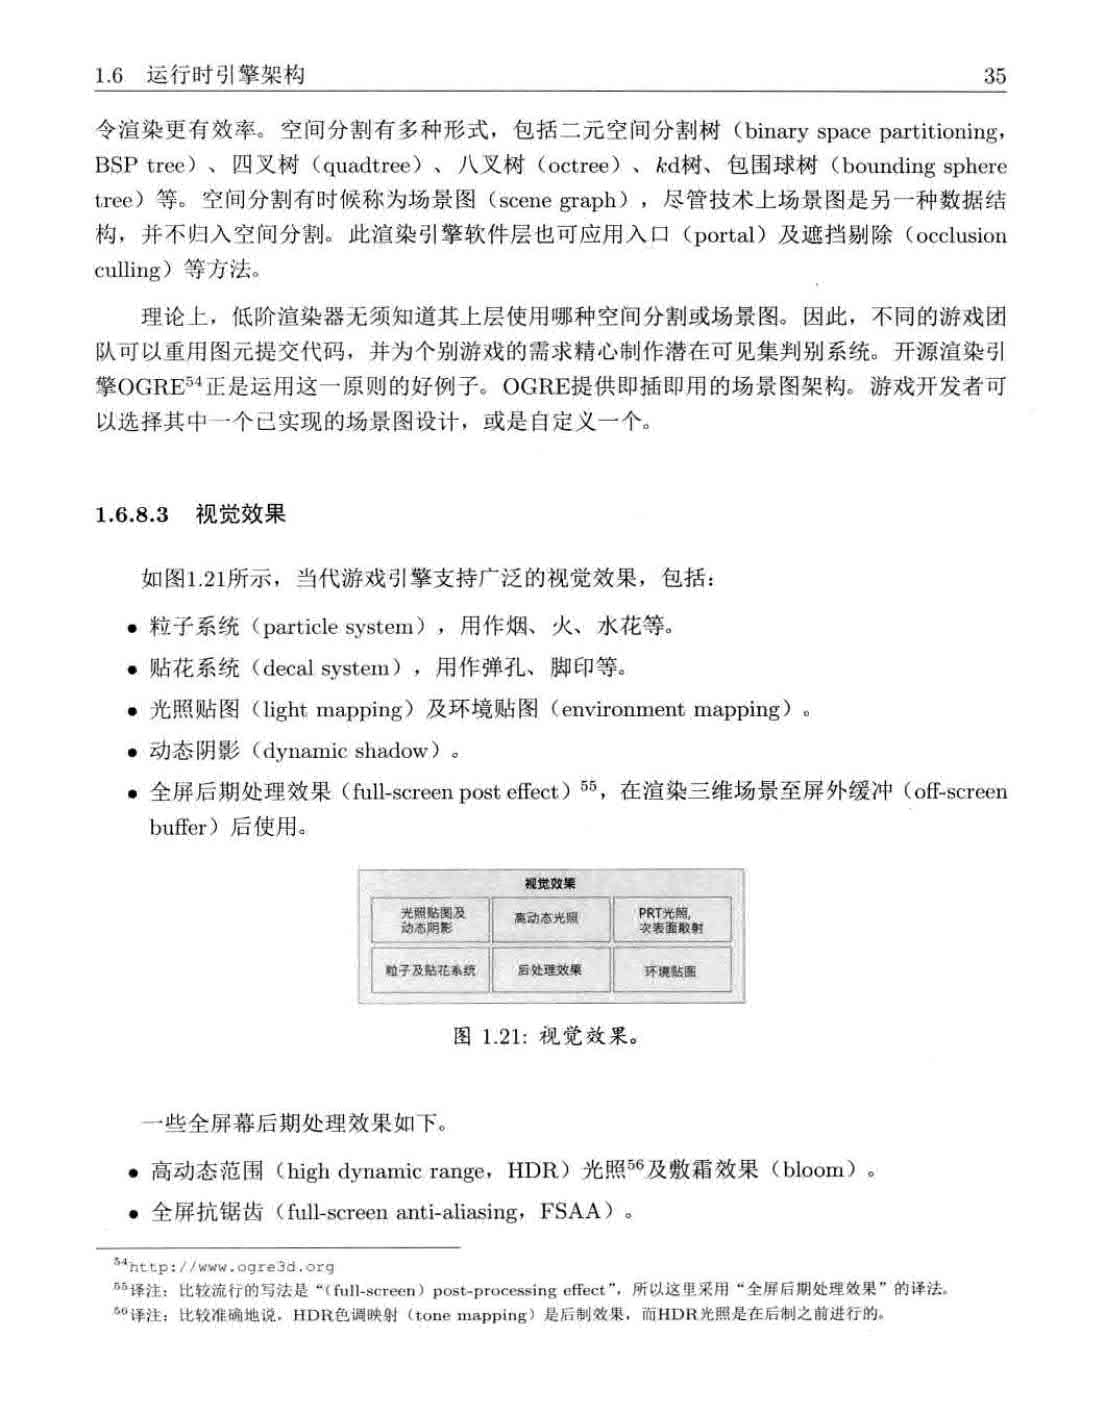 1.6 运行时引擎架构 35
令渲染更有效率。空间分割有多种形式，包括二元空间分割树（binary space partitioning，
BSP tree）、四叉树（quadtree）、八叉树（octree）、kd树、包围球树（bounding sphere
tree）等。空间分割有时候称为场景图（scene graph），尽管技术上场景图是另一种数据结
构，并不归入空间分割。此渲染引擎软件层也可应用入口（portal）及遮挡剔除（occlusion
culling）等方法。
理论上，低阶渲染器无须知道其上层使用哪种空间分割或场景图。因此，不同的游戏团
队可以重用图元提交代码，并为个别游戏的需求精心制作潜在可见集判别系统。开源渲染引
擎OGRE54正是运用这一原则的好例子。OGRE提供即插即用的场景图架构。游戏开发者可
以选择其中一个已实现的场景图设计，或是自定义一个。
1.6.8.3 视觉效果
如图1.21所示，当代游戏引擎支持广泛的视觉效果，包括：
• 粒子系统（particle system），用作烟、火、水花等。
• 贴花系统（decal system），用作弹孔、脚印等。
• 光照贴图（light mapping）及环境贴图（environment mapping）。
• 动态阴影（dynamic shadow）。
• 全屏后期处理效果（full-screen post effect）55，在渲染三维场景至屏外缓冲（off-screen
buffer）后使用。
视觉效果
光照贴图及
动态阴影
高动态光照
PRT光照，
次表面散射
粒子及贴花系统
后处理效果
环境贴图
图 1.21: 视觉效果。
一些全屏幕后期处理效果如下。
• 高动态范围（high dynamic range，HDR）光照56及敷霜效果（bloom）。
• 全屏抗锯齿（full-screen anti-aliasing，FSAA）。
54http://www.ogre3d.org
55译注：比较流行的写法是“（full-screen）post-processing effect”，所以这里采用“全屏后期处理效果”的译法。
56译注：比较准确地说，HDR色调映射（tone mapping）是后制效果，而HDR光照是在后制之前进行的。